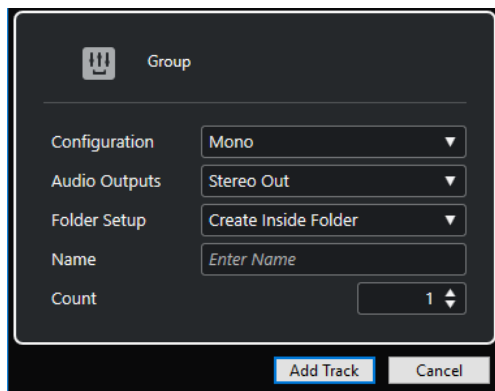 Group
Configuration Mono
Audio Outputs Stereo Out
Folder Setup Create Inside Folder
Name Enter Name
Count 1
Add Track Cancel